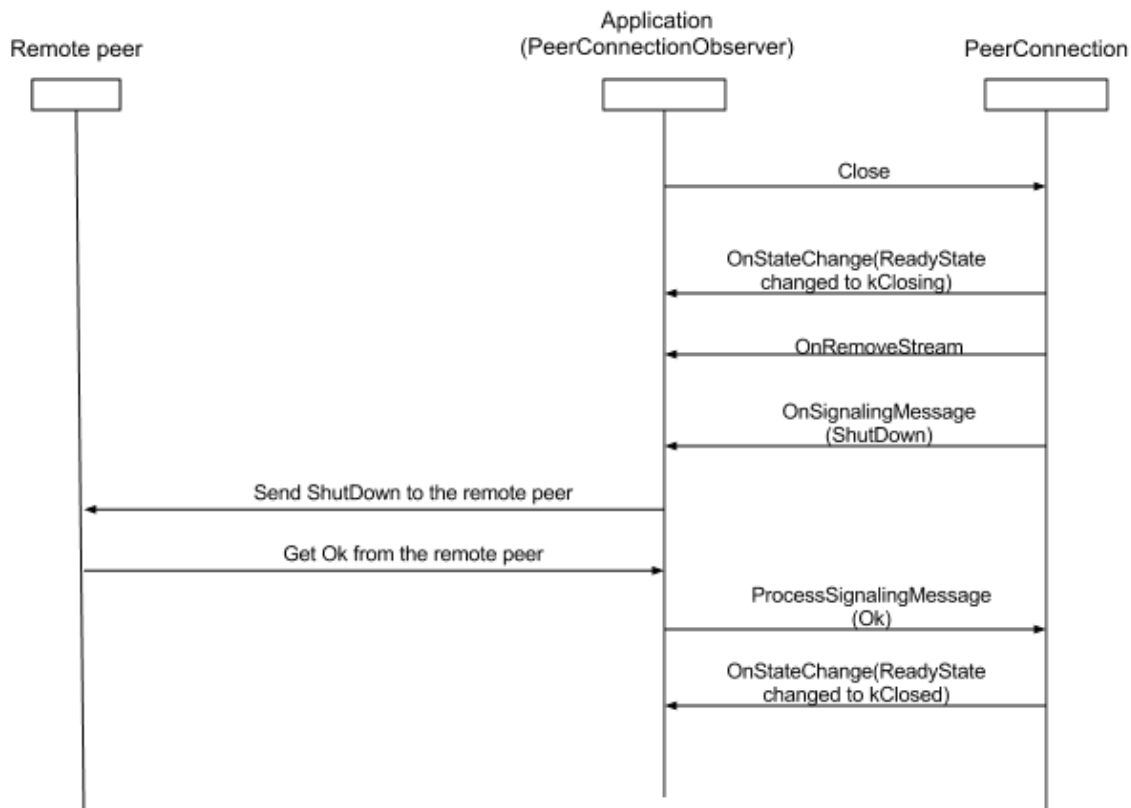 Remote peer
Application
(PeerConnectionObserver)
PeerConnection
Close
OnStateChange(ReadyState
changed to kClosing)
OnRemoveStream
OnSignalingMessage
(ShutDown)
Send ShutDown to the remote peer
Get Ok from the remote peer
ProcessSignalingMessage
(Ok)
OnStateChange(ReadyState
changed to kClosed)